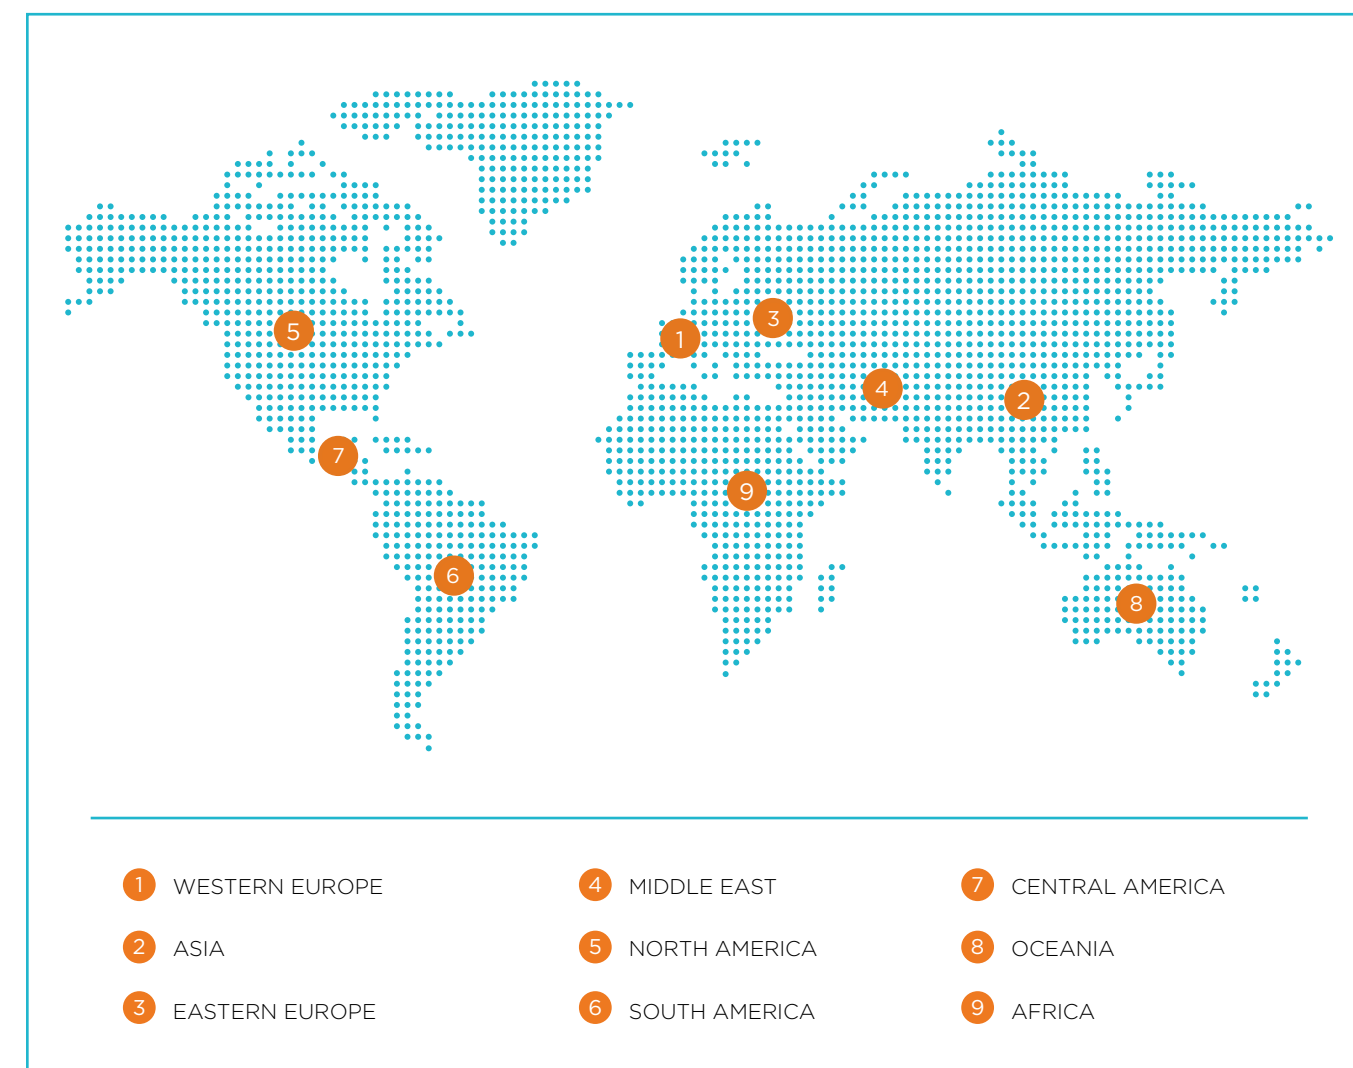 5
1
3
4
2
7
9
6
8
1 WESTERN EUROPE
2 ASIA
3 EASTERN EUROPE
4 MIDDLE EAST
5 NORTH AMERICA
6 SOUTH AMERICA
7 CENTRAL AMERICA
8 OCEANIA
9 AFRICA